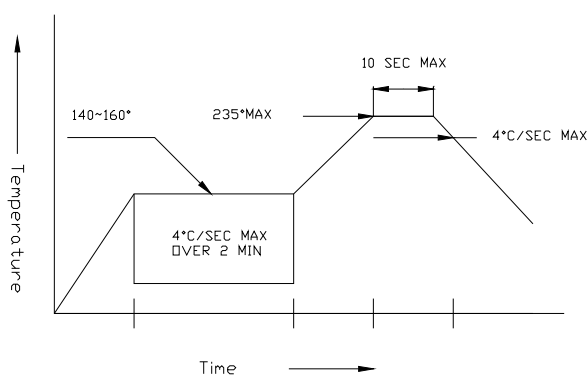 10 SEC MAX
140~160°
235°MAX
4°C/SEC MAX
4°C/SEC MAX
OVER 2 MIN
Temperature
Time